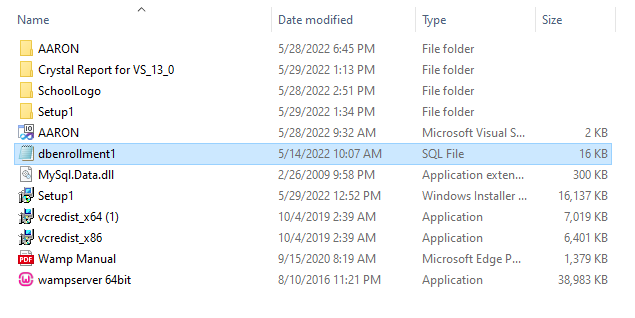 Name Date modified Type Size
AARON 5/28/2022 6:45 PM File folder
Crystal Report for VS_13_0 5/29/2022 1:13 PM File folder
SchoolLogo 5/28/2022 2:51 PM File folder
Setup1 5/29/2022 1:34 PM File folder
AARON 5/28/2022 9:32 AM Microsoft Visual S... 2 KB
dbenrollment1 5/14/2022 10:07 AM SQL File 16 KB
MySql.Data.dll 2/26/2009 9:58 PM Application exten... 300 KB
Setup1 5/29/2022 12:52 PM Windows Installer ... 16,137 KB
vcredist_x64 (1) 10/4/2019 2:39 AM Application 7,019 KB
vcredist_x86 10/4/2019 2:39 AM Application 6,401 KB
PDF Wamp Manual 9/15/2020 8:19 AM Microsoft Edge P... 1,379 KB
wampserver 64bit 8/10/2016 11:21 PM Application 38,983 KB